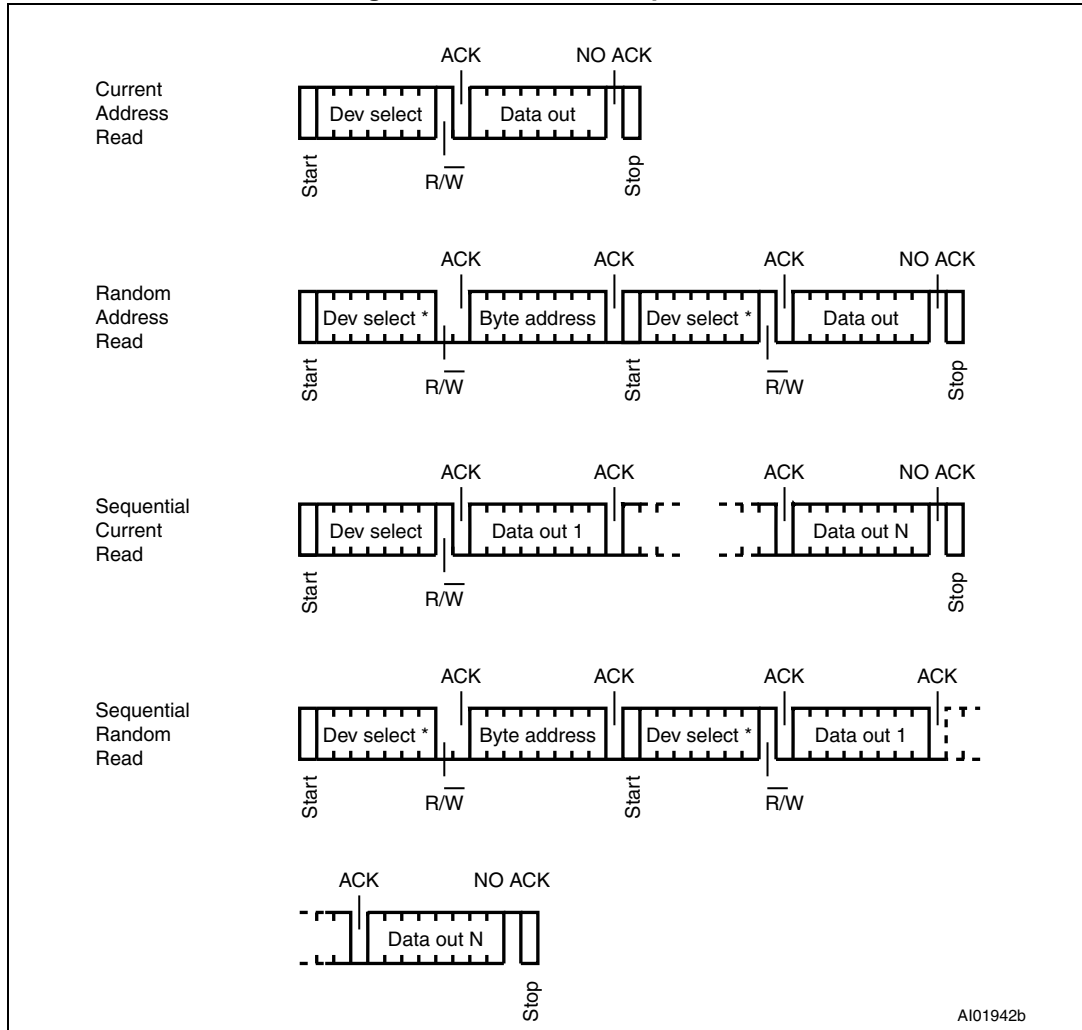 ACK NO ACK
Current
Address
Read
Dev select Data out
Start R/W̅ Stop
ACK ACK ACK NO ACK
Random
Address
Read
Dev select * Byte address Dev select * Data out
Start R/W̅ Start R̅/W Stop
ACK ACK ACK NO ACK
Sequential
Current
Read
Dev select Data out 1 Data out N
Start R/W̅ Stop
ACK ACK ACK ACK
Sequential
Random
Read
Dev select * Byte address Dev select * Data out 1
Start R/W̅ Start R̅/W
ACK NO ACK
Data out N
Stop
AI01942b